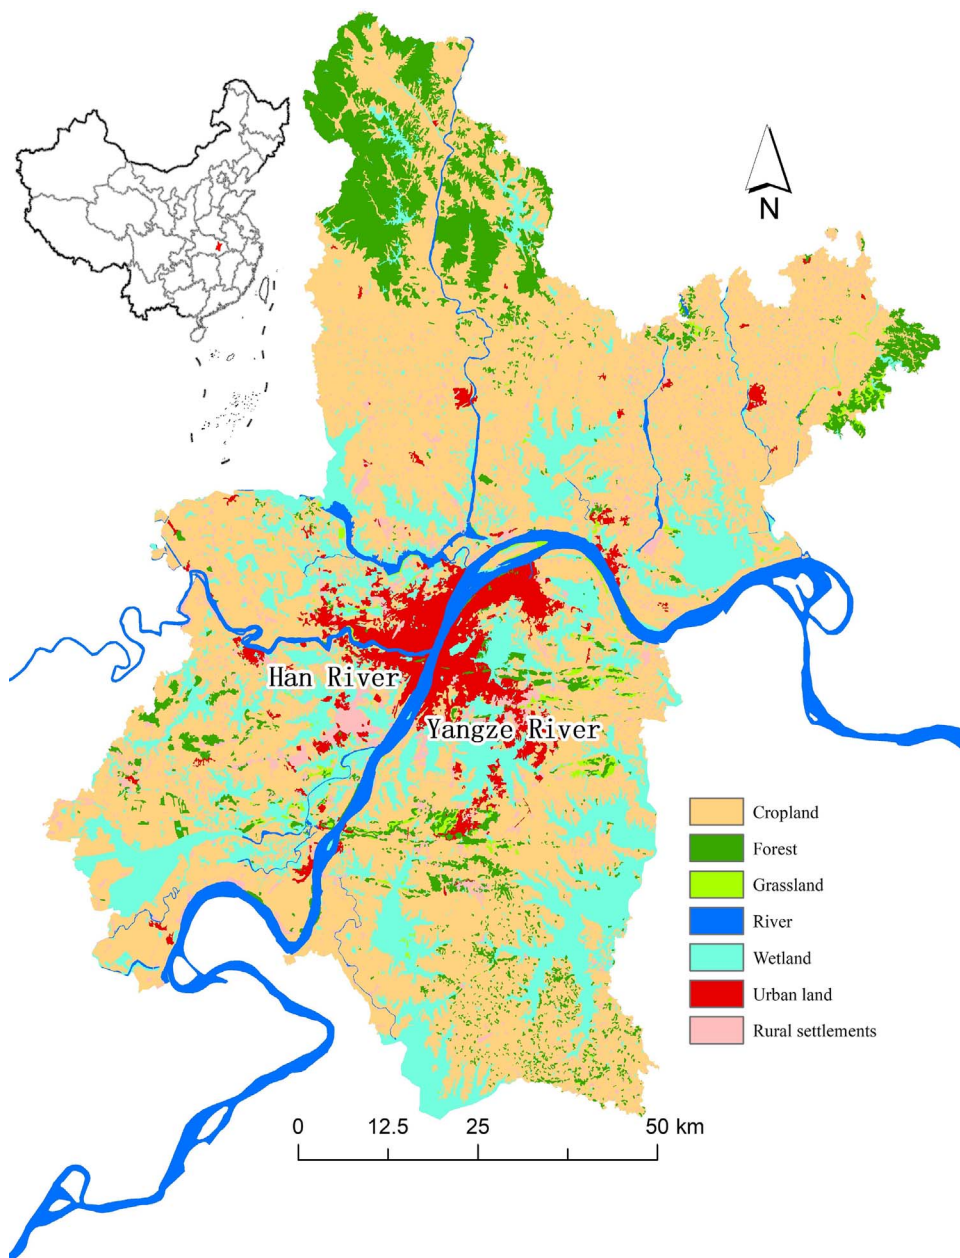 N
Han River
Yangze River
Cropland
Forest
Grassland
River
Wetland
Urban land
Rural settlements
0 12.5 25 50 km